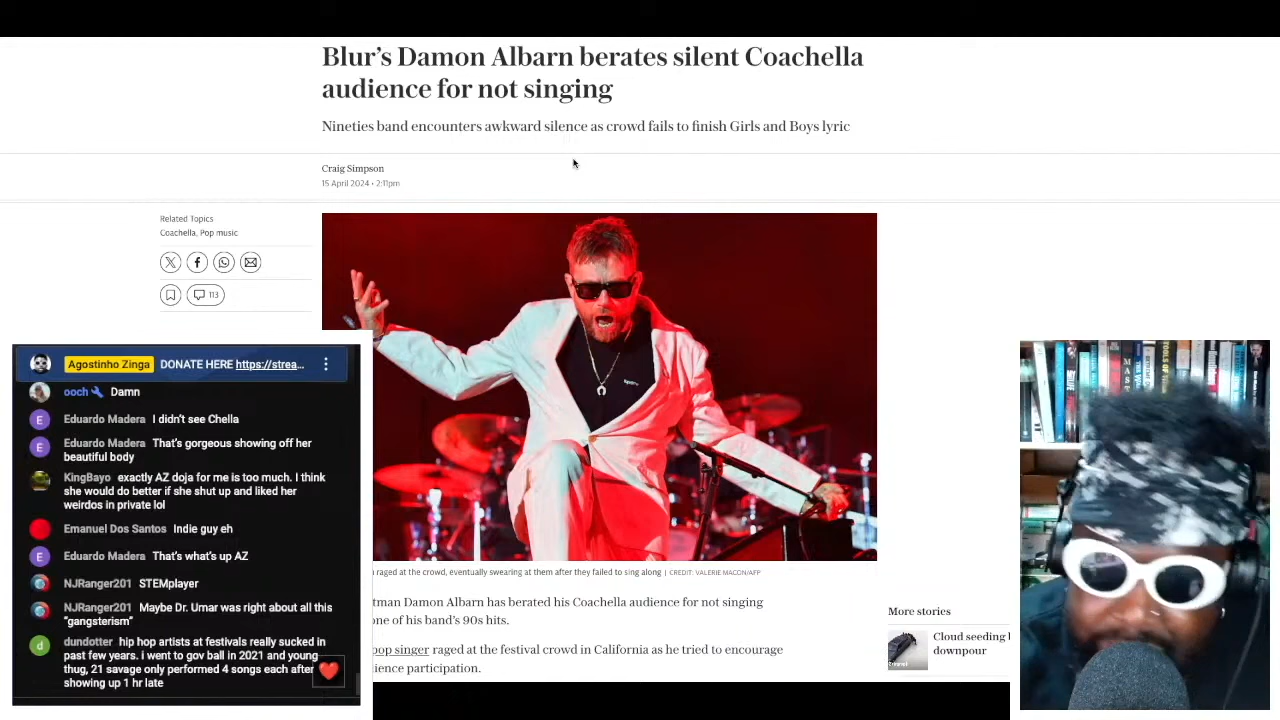 Blur's Damon Albarn berates silent Coachella
audience for not singing
Nineties band encounters awkward silence as crowd fails to finish Girls and Boys lyric
Craig Simpson
15 April 2024 • 2:11pm
Related Topics
Coachella, Pop music
113
raged at the crowd, eventually swearing at them after they failed to sing along | CREDIT: VALERIE MACON/AFP
tman Damon Albarn has berated his Coachella audience for not singing
one of his band's 90s hits.
pop singer raged at the festival crowd in California as he tried to encourage
ience participation.
More stories
Cloud seeding
downpour
Agostinho Zinga DONATE HERE https://strea...
ooch Damn
E Eduardo Madera I didn't see Chella
E Eduardo Madera That's gorgeous showing off her
beautiful body
KingBayo exactly AZ doja for me is too much. I think
she would do better if she shut up and liked her
weirdos in private lol
Emanuel Dos Santos Indie guy eh
E Eduardo Madera That's what's up AZ
NJRanger201 STEMplayer
NJRanger201 Maybe Dr. Umar was right about all this
"gangsterism"
d dundotter hip hop artists at festivals really sucked in
past few years. i went to gov ball in 2021 and young
thug, 21 savage only performed 4 songs each after
showing up 1 hr late